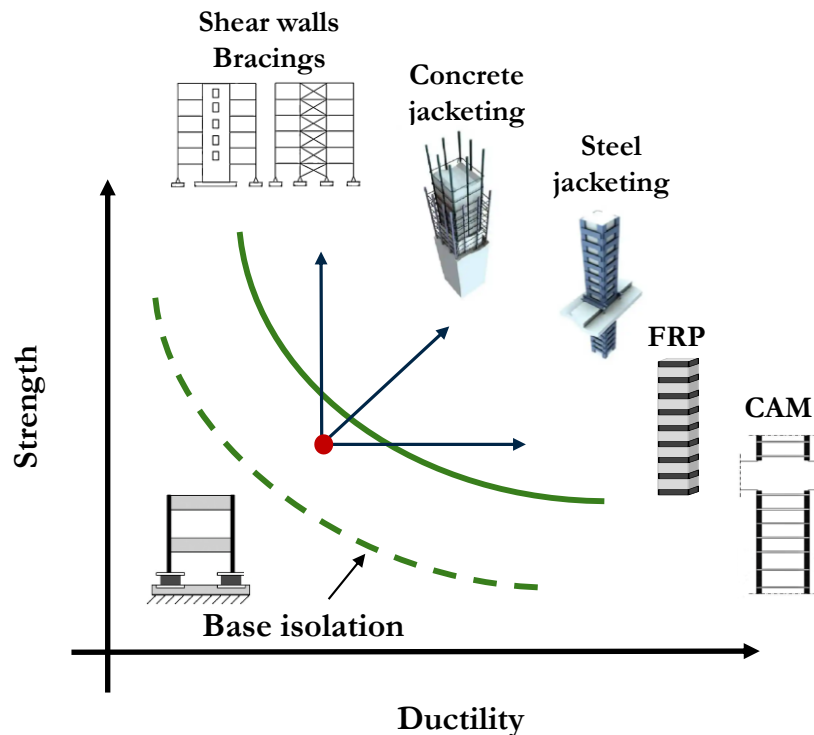 Shear walls
Bracings
Concrete
jacketing
Steel
jacketing
FRP
CAM
Strength
Base isolation
Ductility